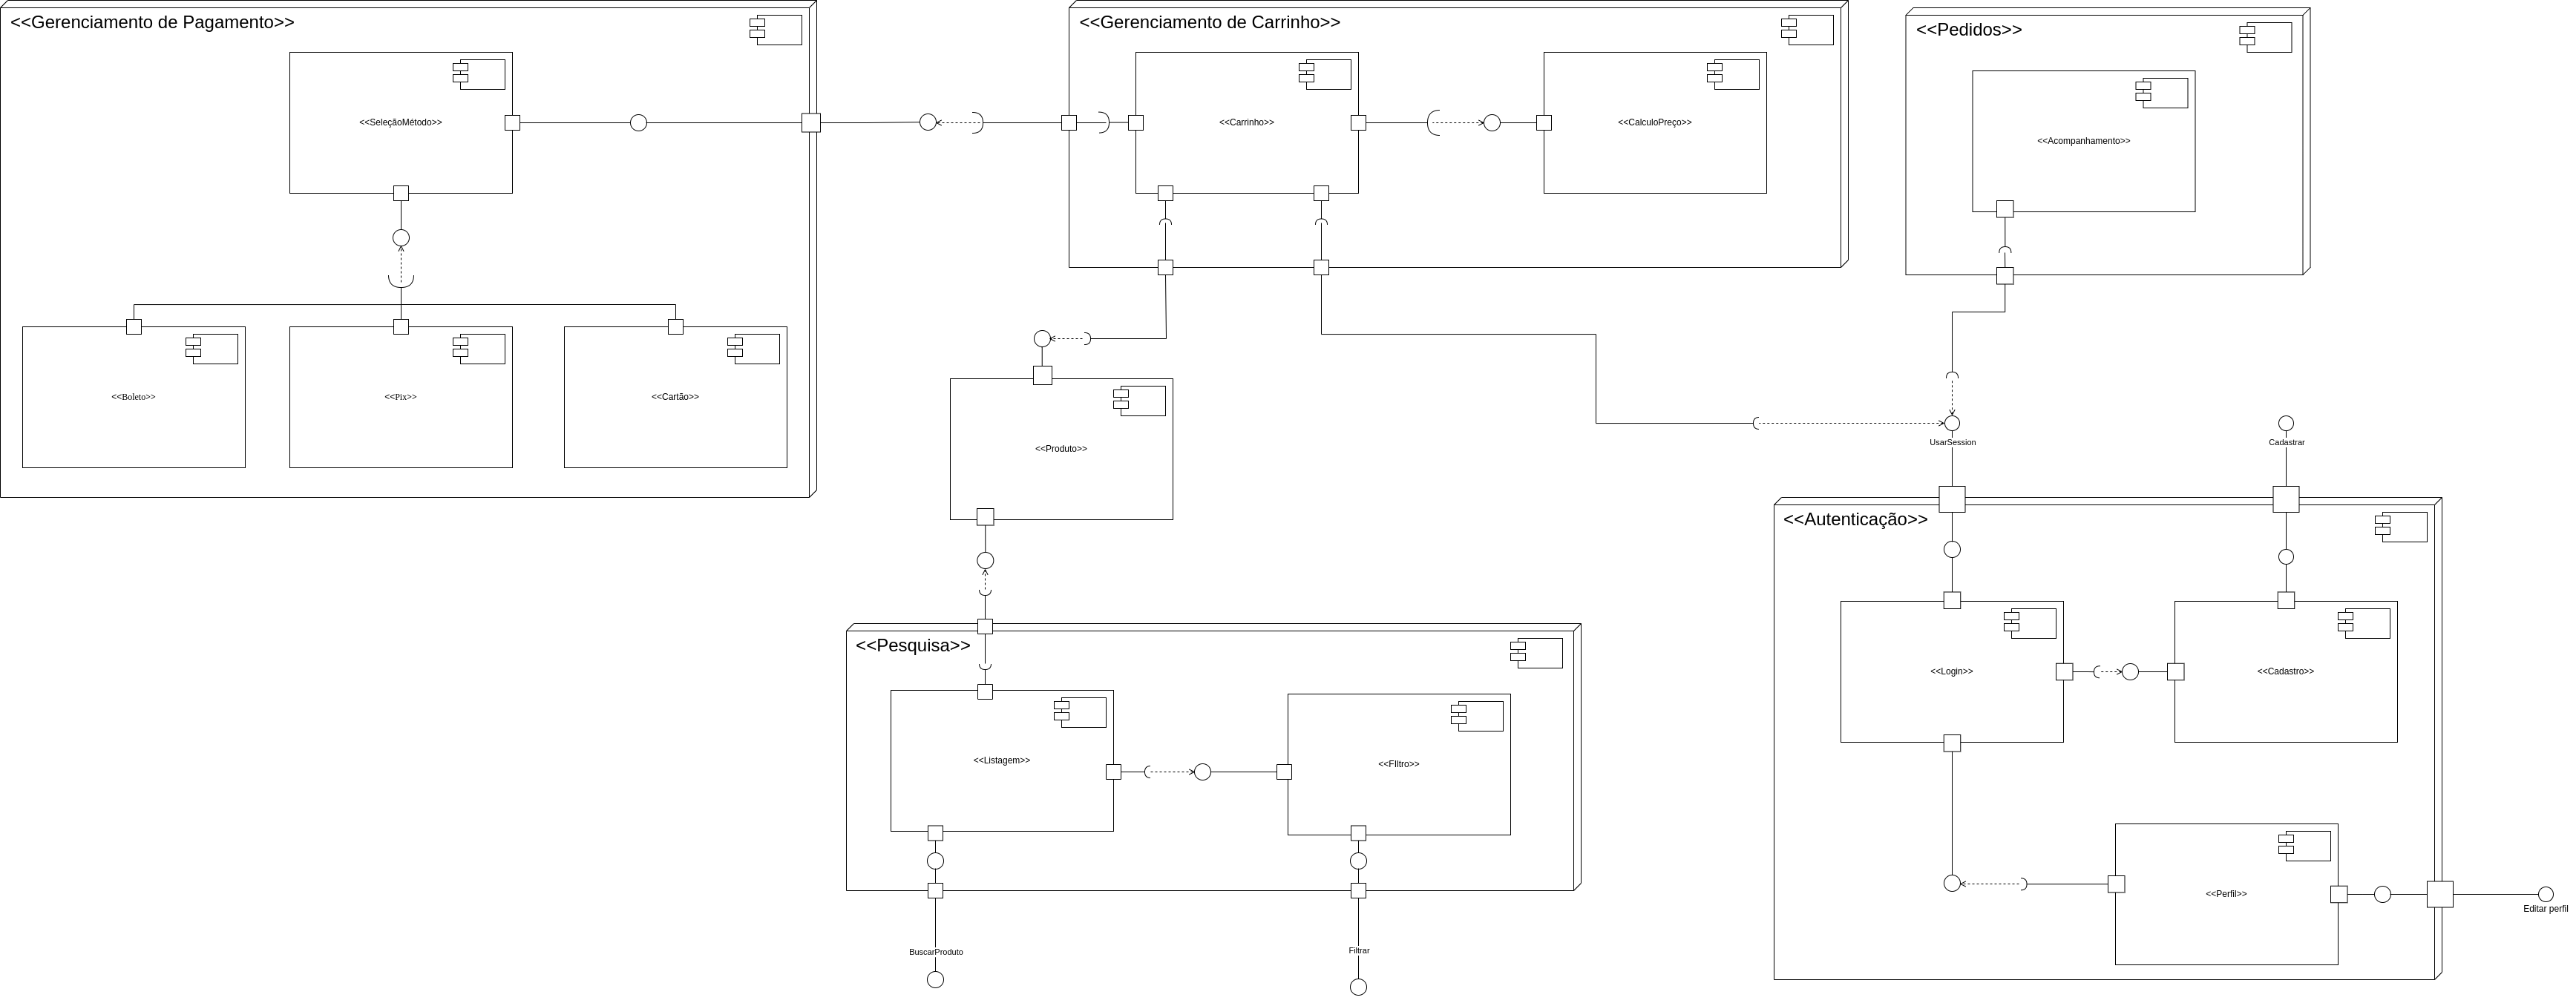 <<Gerenciamento de Pagamento>>
<<Gerenciamento de Carrinho>>
<<Pedidos>>
<<SeleçãoMétodo>>
<<Carrinho>>
<<CalculoPreço>>
<<Acompanhamento>>
<<Boleto>>
<<Pix>>
<<Cartão>>
<<Produto>>
UsarSession
Cadastrar
<<Autenticação>>
<<Pesquisa>>
<<Login>>
<<Cadastro>>
<<Listagem>>
<<FIltro>>
<<Perfil>>
Editar perfil
BuscarProduto
Filtrar